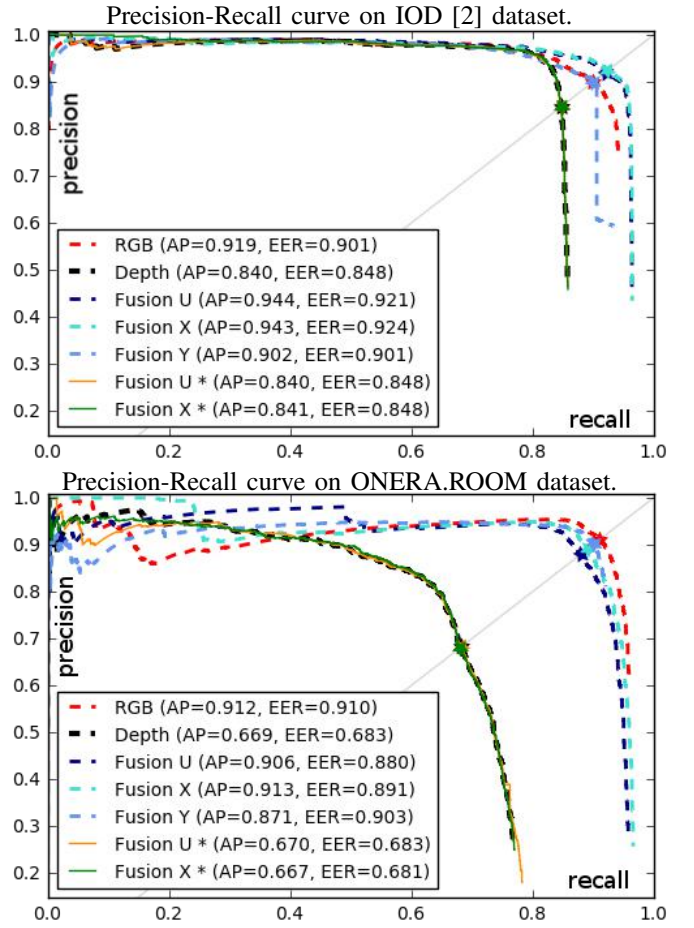 Precision-Recall curve on IOD [2] dataset.
1.0
0.9
0.8
0.7
0.6
0.5
0.4
0.3
0.2
precision
RGB (AP=0.919, EER=0.901)
Depth (AP=0.840, EER=0.848)
Fusion U (AP=0.944, EER=0.921)
Fusion X (AP=0.943, EER=0.924)
Fusion Y (AP=0.902, EER=0.901)
Fusion U * (AP=0.840, EER=0.848)
Fusion X * (AP=0.841, EER=0.848)
recall
0.0 0.2 0.4 0.6 0.8 1.0
Precision-Recall curve on ONERA.ROOM dataset.
1.0
0.9
0.8
0.7
0.6
0.5
0.4
0.3
0.2
precision
RGB (AP=0.912, EER=0.910)
Depth (AP=0.669, EER=0.683)
Fusion U (AP=0.906, EER=0.880)
Fusion X (AP=0.913, EER=0.891)
Fusion Y (AP=0.871, EER=0.903)
Fusion U * (AP=0.670, EER=0.683)
Fusion X * (AP=0.667, EER=0.681)
recall
0.0 0.2 0.4 0.6 0.8 1.0